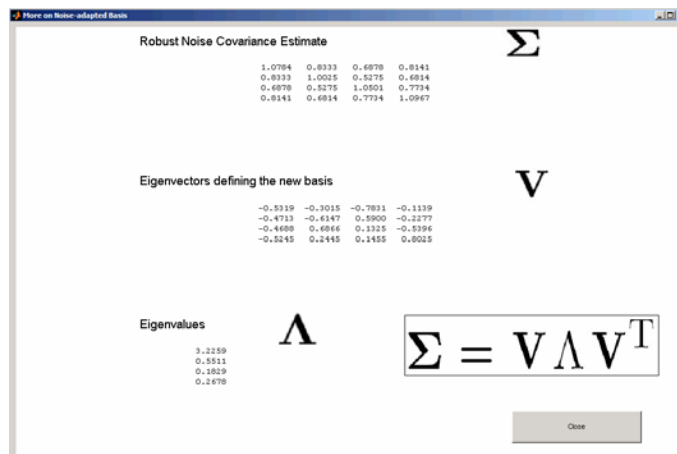 More on Noise-adapted Basis
Robust Noise Covariance Estimate
Σ
1.0784 0.8333 0.6878 0.8141
0.8333 1.0025 0.5275 0.6814
0.6878 0.5275 1.0501 0.7734
0.8141 0.6814 0.7734 1.0967
Eigenvectors defining the new basis
V
-0.5319 -0.3015 -0.7831 -0.1139
-0.4713 -0.6147 0.5900 -0.2277
-0.4688 0.6866 0.1325 -0.5396
-0.5245 0.2445 0.1455 0.8025
Eigenvalues
Λ
3.2259
0.5511
0.1829
0.2678
Σ = V Λ V^T
Close